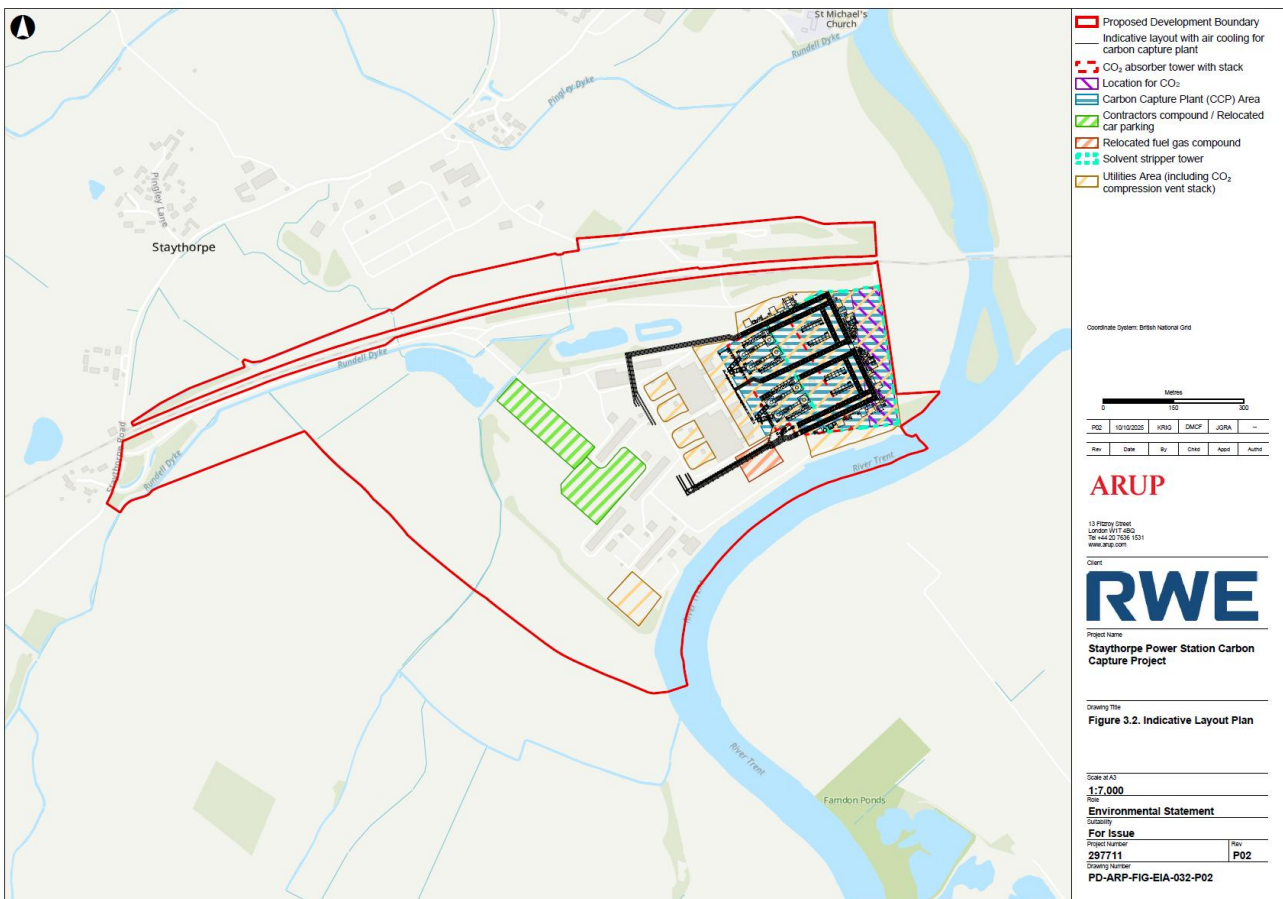 St Michael's
Church
Rundell Dyke
Pingley Dyke
Pingley Lane
Staythorpe
Rundell Dyke
Staythorpe Road
Rundell Dyke
River Trent
River Trent
River Trent
Farndon Ponds
Proposed Development Boundary
Indicative layout with air cooling for
carbon capture plant
CO₂ absorber tower with stack
Location for CO₂
Carbon Capture Plant (CCP) Area
Contractors compound / Relocated
car parking
Relocated fuel gas compound
Solvent stripper tower
Utilities Area (including CO₂
compression vent stack)
Coordinate System: British National Grid
Metres
0 150 300
P02 10/10/2025 KRIG DMCF JGRA --
Rev Date By Chkd Appd Authd
ARUP
13 Fitzroy Street
London W1T 4BQ
Tel +44 20 7636 1531
www.arup.com
Client
RWE
Project Name
Staythorpe Power Station Carbon
Capture Project
Drawing Title
Figure 3.2. Indicative Layout Plan
Scale at A3
1:7,000
Role
Environmental Statement
Suitability
For Issue
Project Number Rev
297711 P02
Drawing Number
PD-ARP-FIG-EIA-032-P02